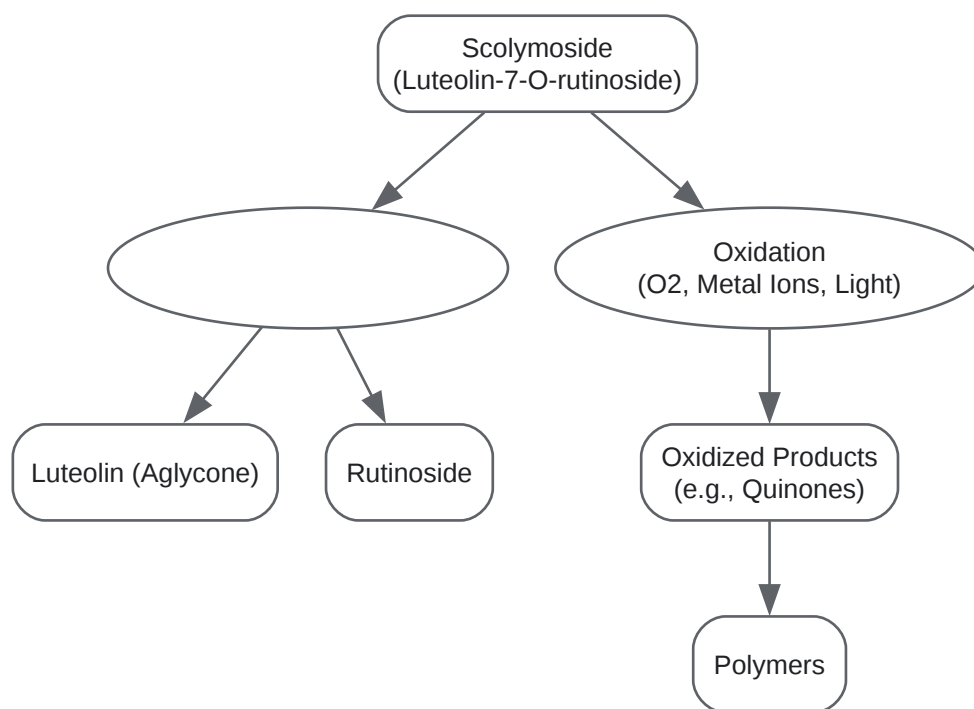 Scolymoside
(Luteolin-7-O-rutinoside)
Oxidation
(O2, Metal Ions, Light)
Luteolin (Aglycone)
Rutinoside
Oxidized Products
(e.g., Quinones)
Polymers